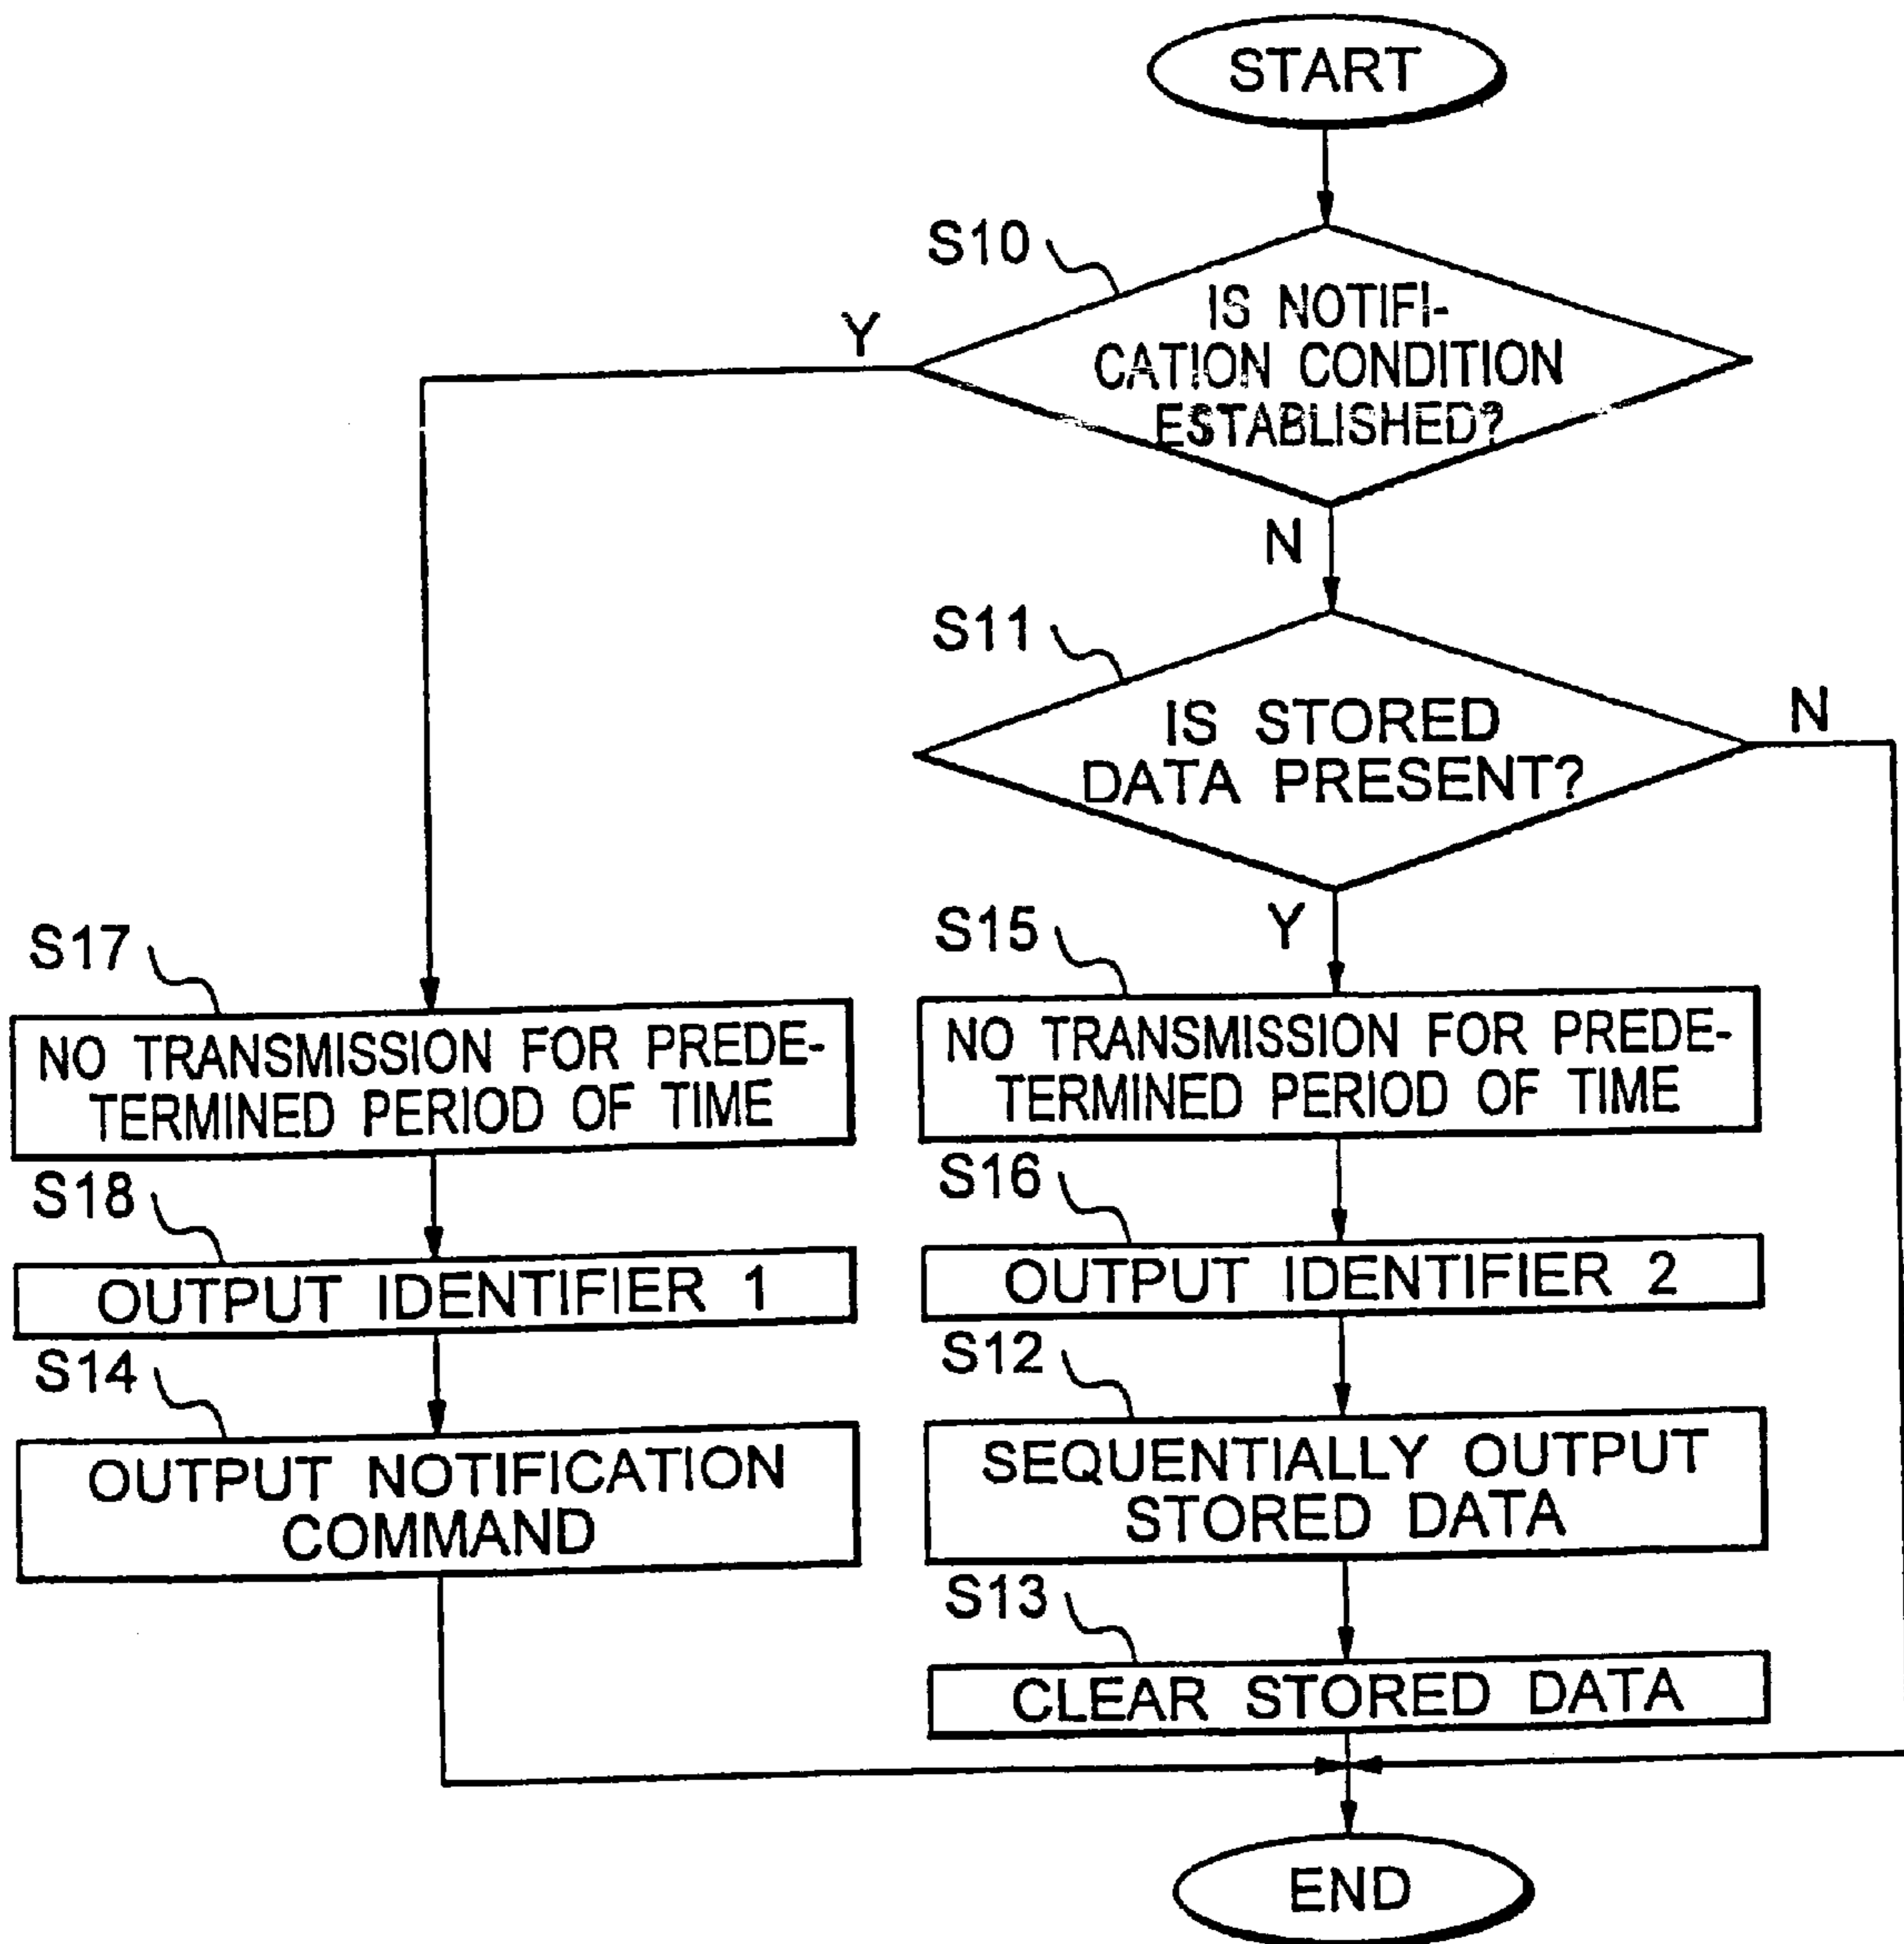 START
S10
IS NOTIFI-
CATION CONDITION
ESTABLISHED?
Y
N
S11
IS STORED
DATA PRESENT?
N
Y
S17
NO TRANSMISSION FOR PREDE-
TERMINED PERIOD OF TIME
S15
NO TRANSMISSION FOR PREDE-
TERMINED PERIOD OF TIME
S18
OUTPUT IDENTIFIER 1
S16
OUTPUT IDENTIFIER 2
S14
OUTPUT NOTIFICATION
COMMAND
S12
SEQUENTIALLY OUTPUT
STORED DATA
S13
CLEAR STORED DATA
END